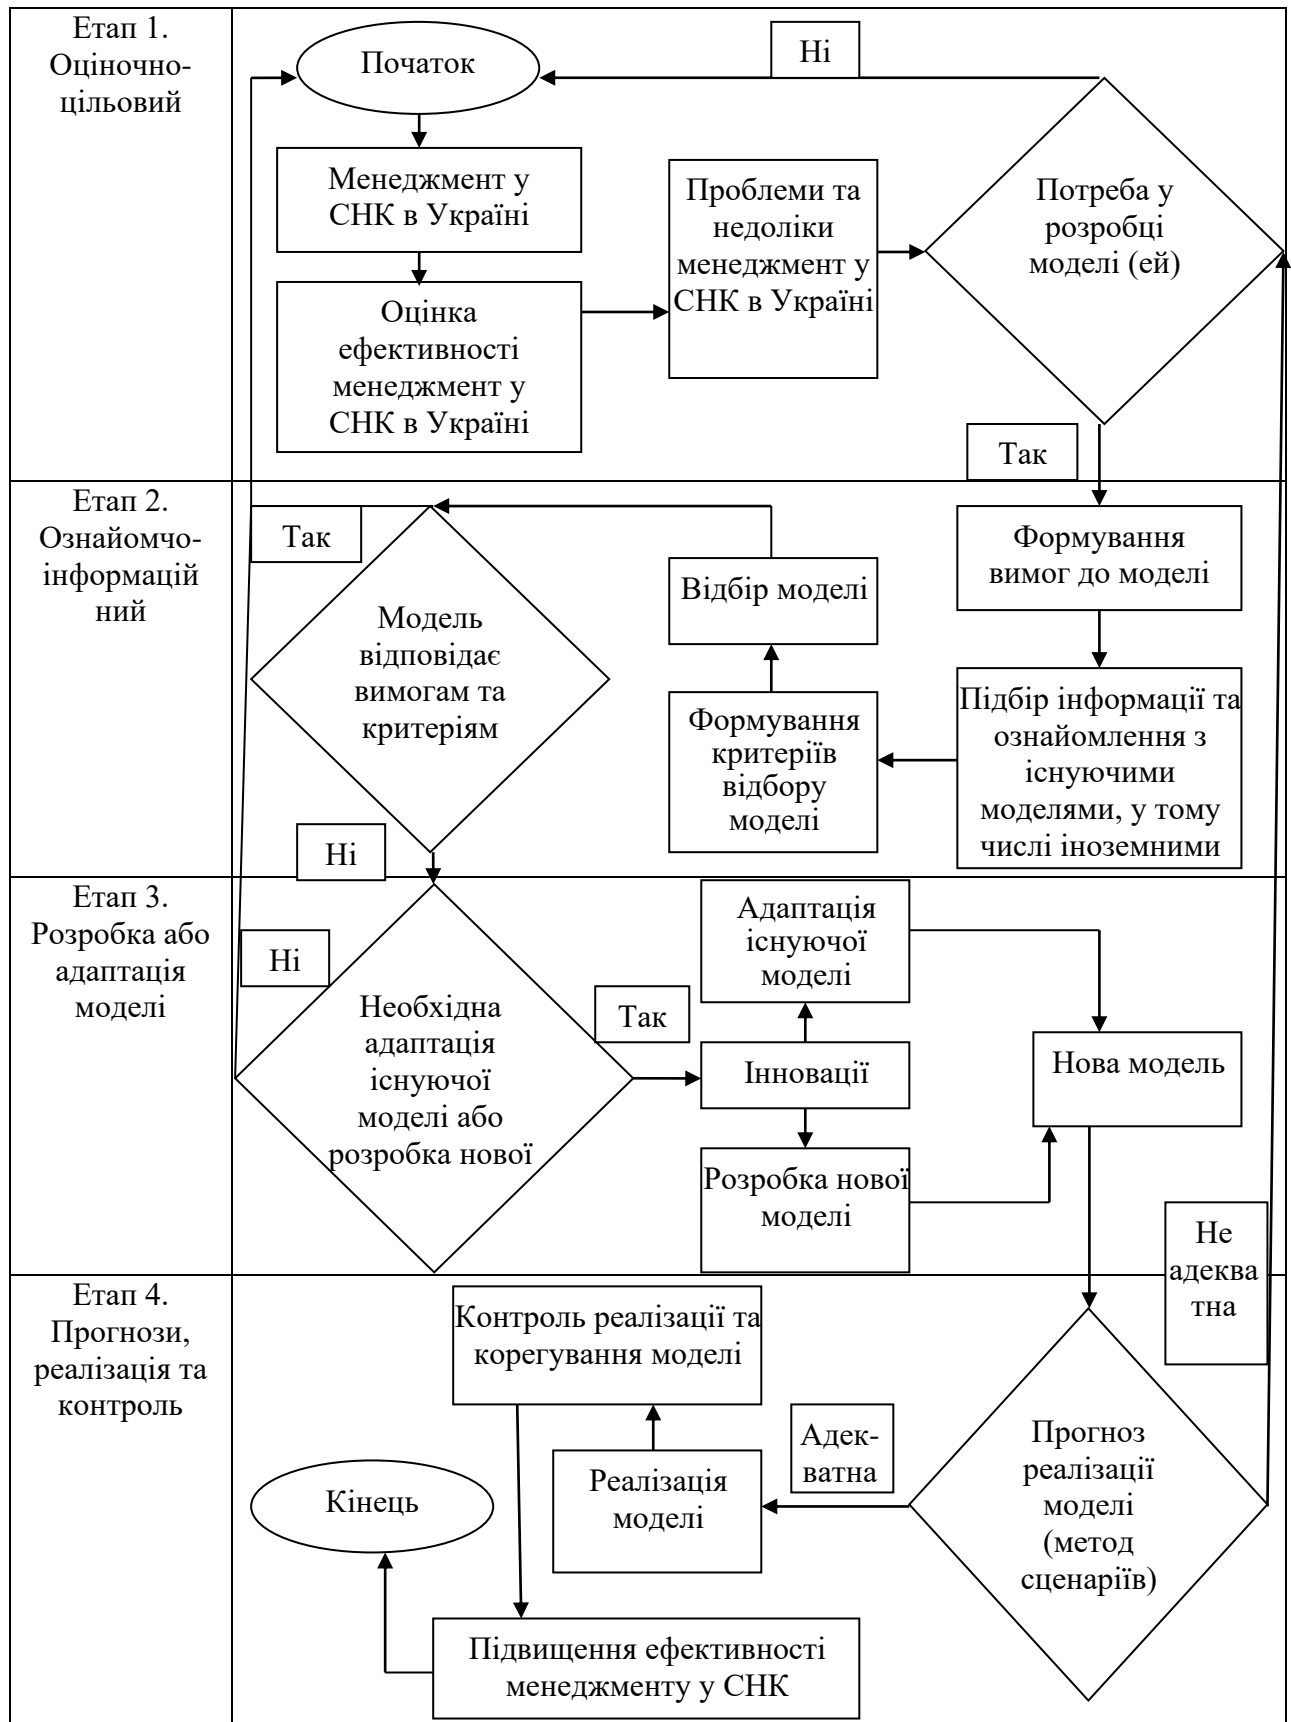 Етап 1.
Оціночно-
цільовий
Початок
Ні
Менеджмент у
СНК в Україні
Оцінка
ефективності
менеджмент у
СНК в Україні
Проблеми та
недоліки
менеджмент у
СНК в Україні
Потреба у
розробці
моделі (ей)
Так
Етап 2.
Ознайомчо-
інформацій
ний
Так
Модель
відповідає
вимогам та
критеріям
Відбір моделі
Формування
вимог до моделі
Формування
критеріїв
відбору
моделі
Підбір інформації та
ознайомлення з
існуючими
моделями, у тому
числі іноземними
Ні
Етап 3.
Розробка або
адаптація
моделі
Ні
Необхідна
адаптація
існуючої
моделі або
розробка нової
Так
Адаптація
існуючої
моделі
Інновації
Розробка нової
моделі
Нова модель
Не
адеква
тна
Етап 4.
Прогнози,
реалізація та
контроль
Контроль реалізації та
корегування моделі
Адек-
ватна
Реалізація
моделі
Прогноз
реалізації
моделі
(метод
сценаріїв)
Кінець
Підвищення ефективності
менеджменту у СНК